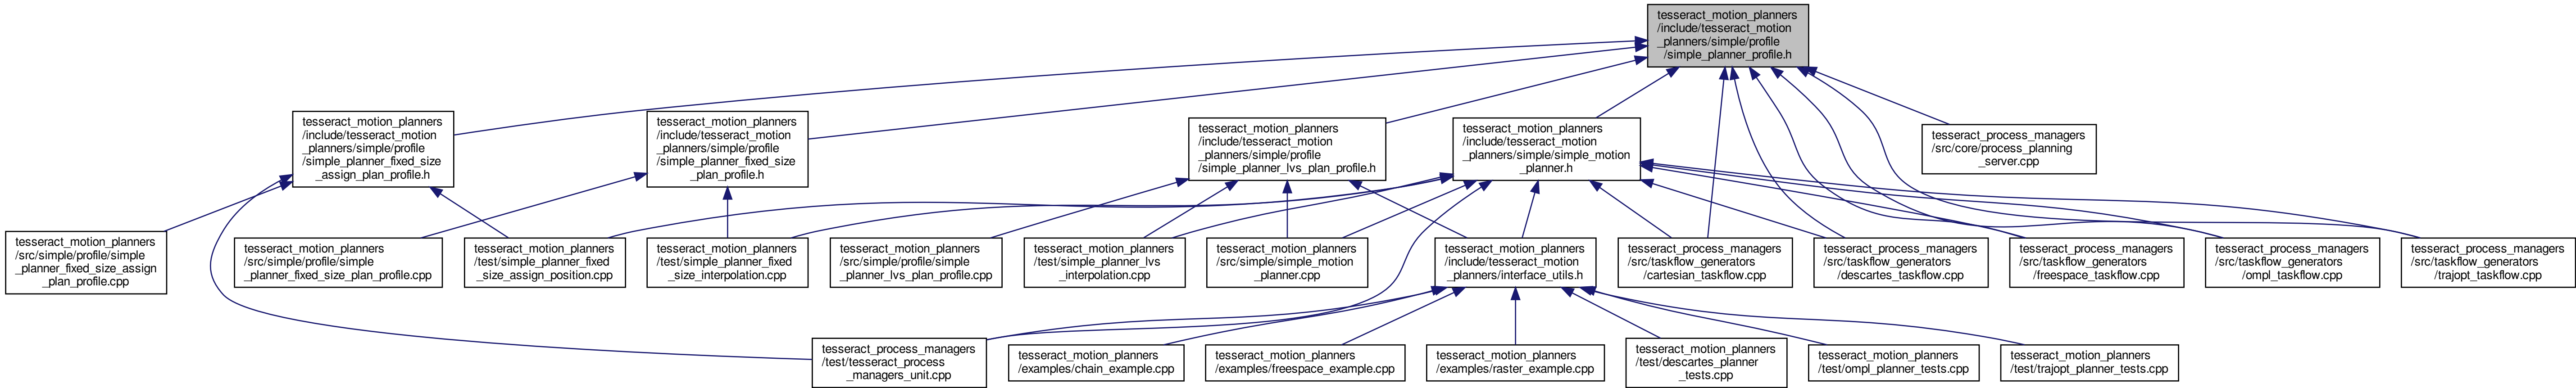 tesseract_motion_planners
/include/tesseract_motion
_planners/simple/profile
/simple_planner_profile.h
tesseract_motion_planners
/include/tesseract_motion
_planners/simple/profile
/simple_planner_fixed_size
_assign_plan_profile.h
tesseract_motion_planners
/include/tesseract_motion
_planners/simple/profile
/simple_planner_fixed_size
_plan_profile.h
tesseract_motion_planners
/include/tesseract_motion
_planners/simple/profile
/simple_planner_lvs_plan_profile.h
tesseract_motion_planners
/include/tesseract_motion
_planners/simple/simple_motion
_planner.h
tesseract_process_managers
/src/core/process_planning
_server.cpp
tesseract_motion_planners
/src/simple/profile/simple
_planner_fixed_size_assign
_plan_profile.cpp
tesseract_motion_planners
/src/simple/profile/simple
_planner_fixed_size_plan_profile.cpp
tesseract_motion_planners
/test/simple_planner_fixed
_size_assign_position.cpp
tesseract_motion_planners
/test/simple_planner_fixed
_size_interpolation.cpp
tesseract_motion_planners
/src/simple/profile/simple
_planner_lvs_plan_profile.cpp
tesseract_motion_planners
/test/simple_planner_lvs
_interpolation.cpp
tesseract_motion_planners
/src/simple/simple_motion
_planner.cpp
tesseract_motion_planners
/include/tesseract_motion
_planners/interface_utils.h
tesseract_process_managers
/src/taskflow_generators
/cartesian_taskflow.cpp
tesseract_process_managers
/src/taskflow_generators
/descartes_taskflow.cpp
tesseract_process_managers
/src/taskflow_generators
/freespace_taskflow.cpp
tesseract_process_managers
/src/taskflow_generators
/ompl_taskflow.cpp
tesseract_process_managers
/src/taskflow_generators
/trajopt_taskflow.cpp
tesseract_process_managers
/test/tesseract_process
_managers_unit.cpp
tesseract_motion_planners
/examples/chain_example.cpp
tesseract_motion_planners
/examples/freespace_example.cpp
tesseract_motion_planners
/examples/raster_example.cpp
tesseract_motion_planners
/test/descartes_planner
_tests.cpp
tesseract_motion_planners
/test/ompl_planner_tests.cpp
tesseract_motion_planners
/test/trajopt_planner_tests.cpp